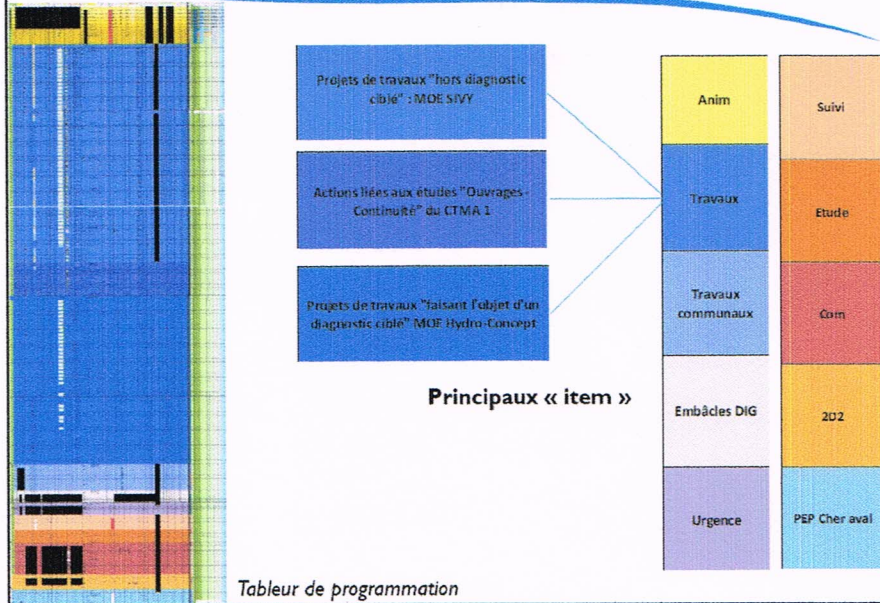 Projets de travaux "hors diagnostic
ciblé" : MOE SIVY
Actions liées aux études "Ouvrages -
Continuité" du CTMA 1
Projets de travaux "faisant l'objet d'un
diagnostic ciblé" MOE Hydro-Concept
Principaux « item »
Anim
Travaux
Travaux
communaux
Embâcles DIG
Urgence
Suivi
Etude
Com
2D2
PEP Cher aval
Tableur de programmation